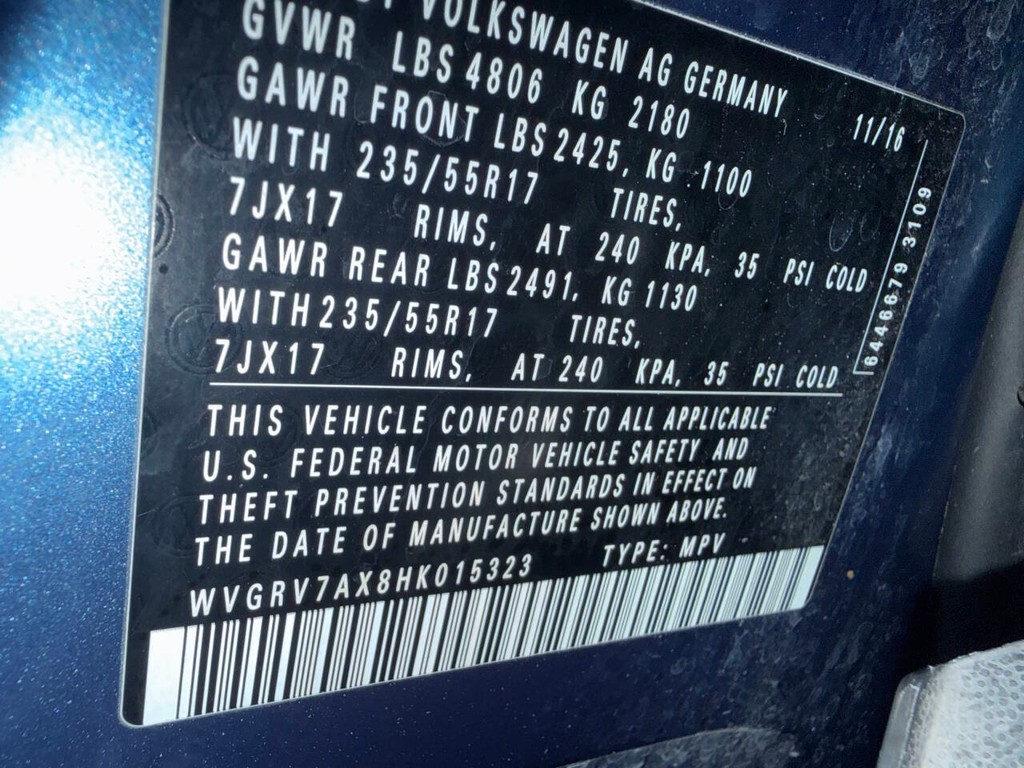 VOLKSWAGEN AG GERMANY
GVWR LBS 4806 KG 2180 11/16
GAWR FRONT LBS 2425, KG 1100
WITH 235/55R17 TIRES,
7JX17 RIMS, AT 240 KPA, 35 PSI COLD
GAWR REAR LBS 2491, KG 1130
WITH 235/55R17 TIRES,
7JX17 RIMS, AT 240 KPA, 35 PSI COLD
6446679 3109
THIS VEHICLE CONFORMS TO ALL APPLICABLE
U.S. FEDERAL MOTOR VEHICLE SAFETY AND
THEFT PREVENTION STANDARDS IN EFFECT ON
THE DATE OF MANUFACTURE SHOWN ABOVE.
WVGRV7AX8HK015323 TYPE: MPV